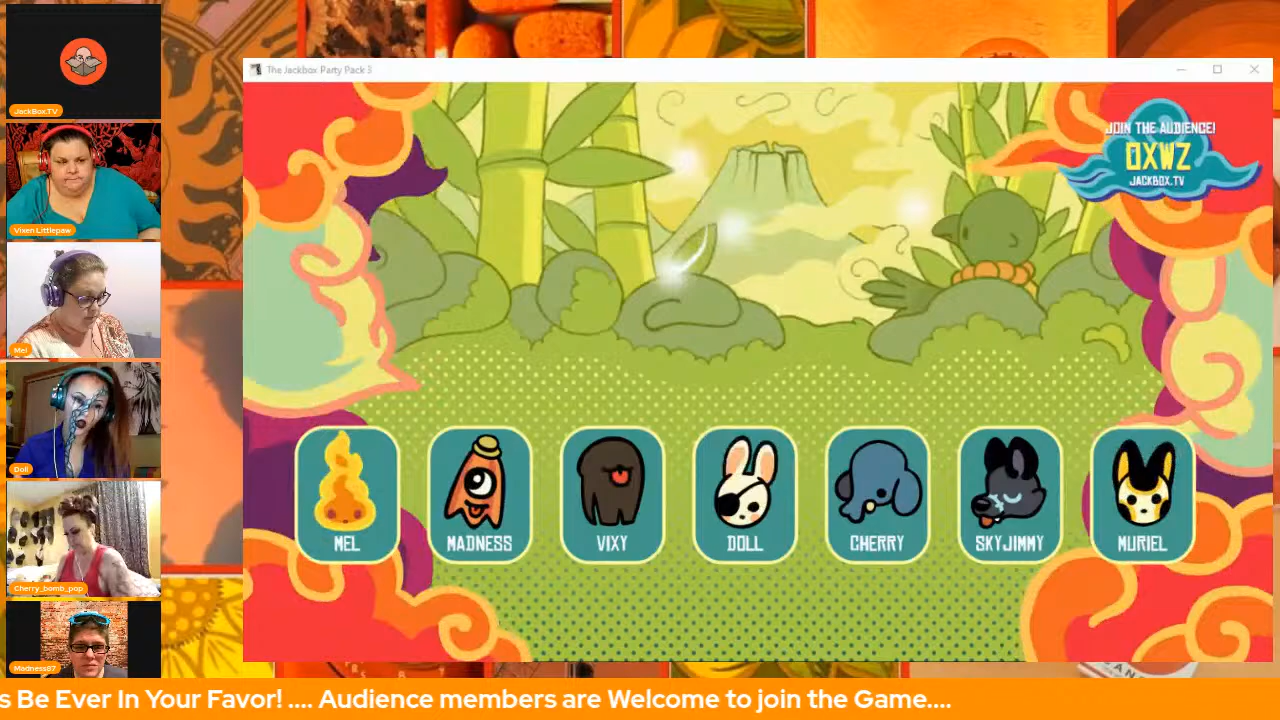 JackBox.TV
Vixen Littlepaw
Mel
Doll
Cherry_bomb_pop
Madness87
The Jackbox Party Pack 3
JOIN THE AUDIENCE!
OXWZ
JACKBOX.TV
MEL
MADNESS
VIXY
DOLL
CHERRY
SKYJIMMY
MURIEL
s Be Ever In Your Favor! .... Audience members are Welcome to join the Game....